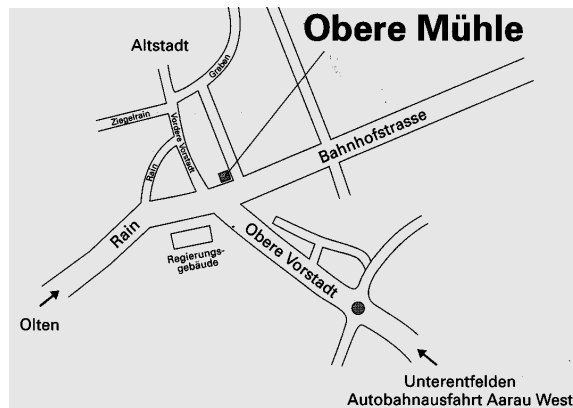 Obere Mühle
Altstadt
Graben
Ziegelrain
Vordere Vorstadt
Bahnhofstrasse
Rain
Rain
Obere Vorstadt
Regierungs-
gebäude
Olten
Unterentfelden
Autobahnausfahrt Aarau West